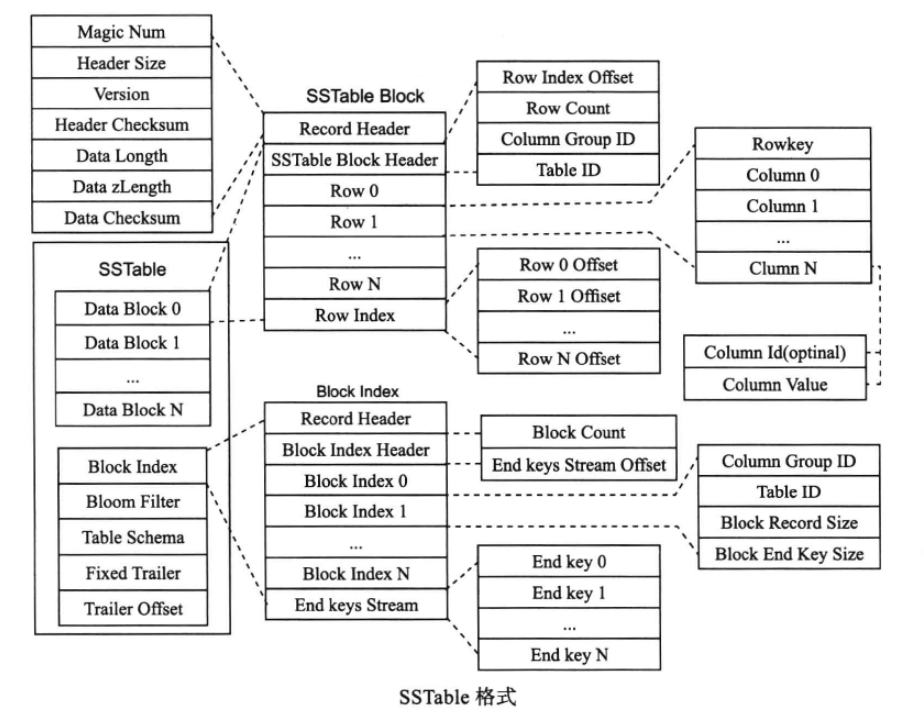 Magic Num
Header Size
Version
Header Checksum
Data Longth
Data zLength
Data Checksum
SSTable Block
Record Header
SSTable Block Header
Row 0
Row 1
...
Row N
Row Index
Row Index Offset
Row Count
Column Group ID
Table ID
Rowkey
Column 0
Column 1
...
Clumn N
Row 0 Offset
Row 1 Offiset
...
Row N Offset
Column Id(optinal)
Column Value
SSTable
Data Block 0
Data Block 1
...
Data Block N
Block Index
Bloom Filter
Table Schema
Fixed Trailer
Trailer Offset
Block Index
Record Header
Block Index Header
Block Index 0
Block Index 1
...
Block Index N
End keys Stream
Block Count
End keys Stream Offset
Column Group ID
Table ID
Block Record Size
Block End Key Size
End key 0
End key 1
...
End key N
SSTable 格式